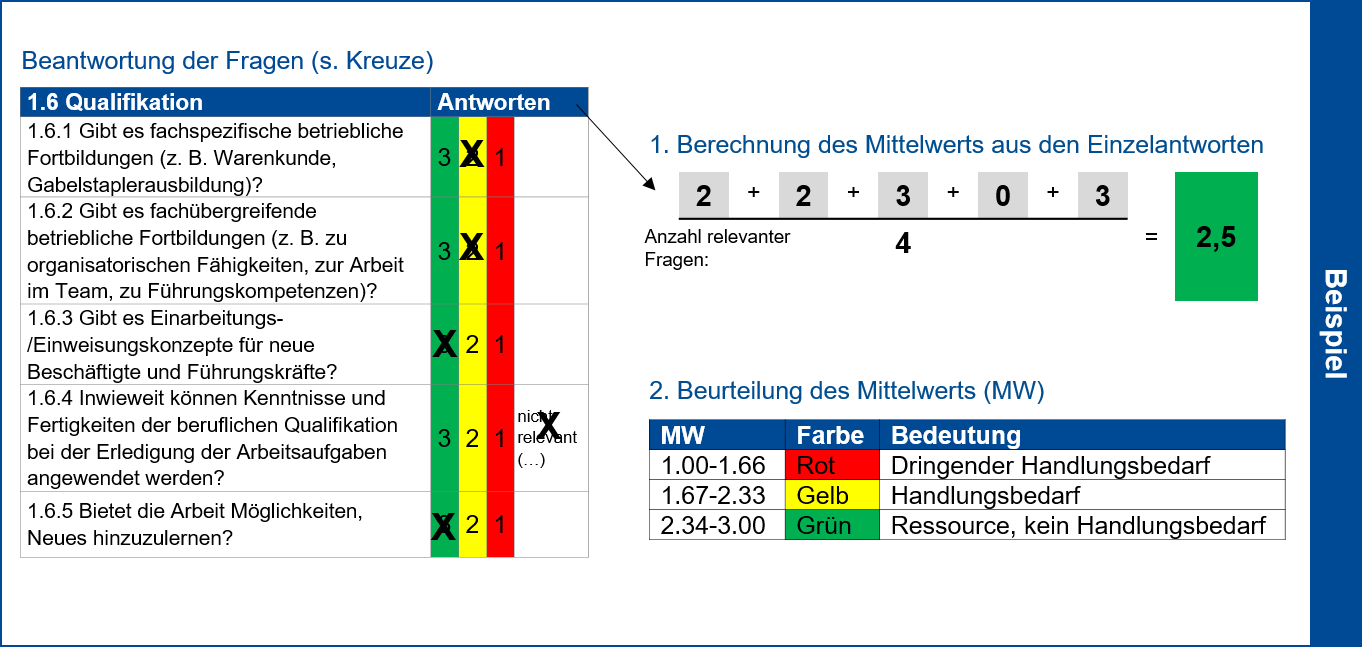 Beantwortung der Fragen (s. Kreuze)
1.6 Qualifikation Antworten
1.6.1 Gibt es fachspezifische betriebliche
Fortbildungen (z. B. Warenkunde,
Gabelstaplerausbildung)?
3 X 1
1.6.2 Gibt es fachübergreifende
betriebliche Fortbildungen (z. B. zu
organisatorischen Fähigkeiten, zur Arbeit
im Team, zu Führungskompetenzen)?
3 X 1
1.6.3 Gibt es Einarbeitungs-
/Einweisungskonzepte für neue
Beschäftigte und Führungskräfte?
X 2 1
1.6.4 Inwieweit können Kenntnisse und
Fertigkeiten der beruflichen Qualifikation
bei der Erledigung der Arbeitsaufgaben
angewendet werden?
3 2 1
nicht
X
relevant
(...)
1.6.5 Bietet die Arbeit Möglichkeiten,
Neues hinzuzulernen?
X 2 1
1. Berechnung des Mittelwerts aus den Einzelantworten
2 + 2 + 3 + 0 + 3
Anzahl relevanter
Fragen:
4
= 2,5
2. Beurteilung des Mittelwerts (MW)
MW Farbe Bedeutung
1.00-1.66 Rot Dringender Handlungsbedarf
1.67-2.33 Gelb Handlungsbedarf
2.34-3.00 Grün Ressource, kein Handlungsbedarf
Beispiel